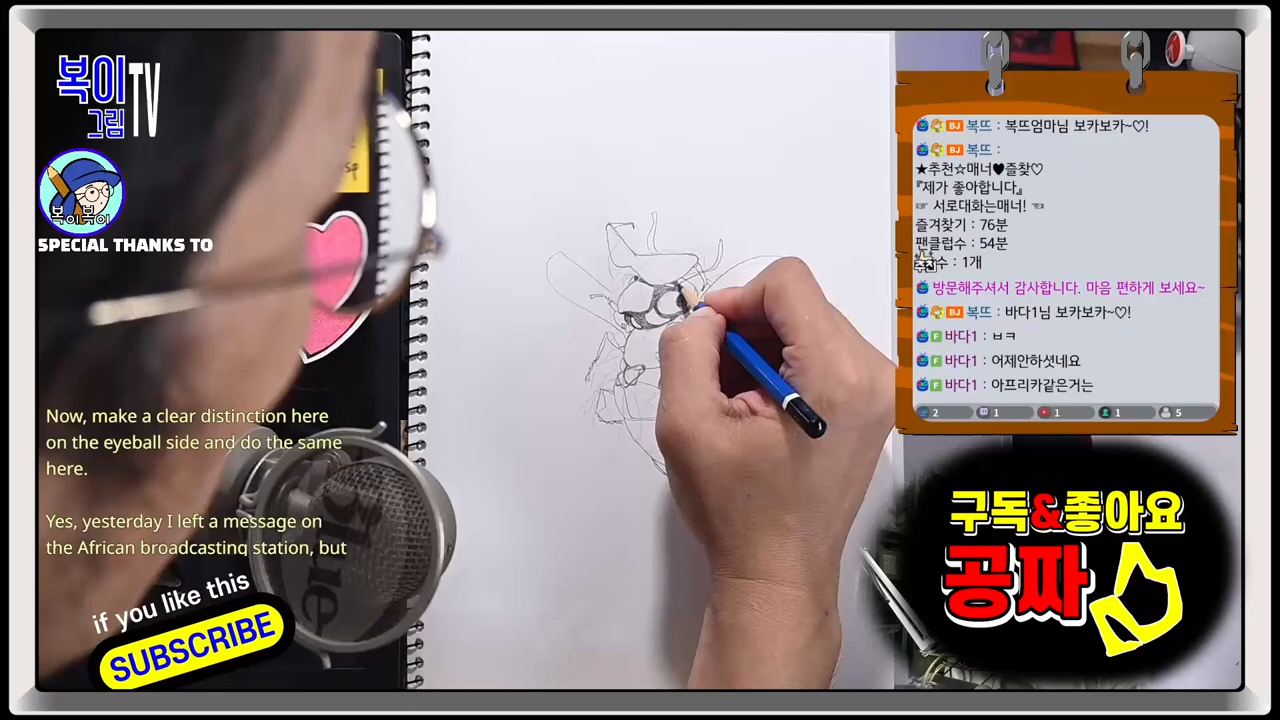 복이
그림
TV
복이복이
SPECIAL THANKS TO
Now, make a clear distinction here
on the eyeball side and do the same
here.
Yes, yesterday I left a message on
the African broadcasting station, but
if you like this
SUBSCRIBE
Blue
BJ 복뜨 : 복뜨엄마님 보카보카~♡!
BJ 복뜨 :
★추천☆매너♥즐찾♡
『제가 좋아합니다』
☞ 서로대화는매너! ☜
즐겨찾기 : 76분
팬클럽수 : 54분
수 : 1개
방문해주셔서 감사합니다. 마음 편하게 보세요~
BJ 복뜨 : 바다1님 보카보카~♡!
F 바다1 : ㅂㅋ
F 바다1 : 어제안하셧네요
F 바다1 : 아프리카같은거는
2 1 1 1 5
구독&좋아요
공짜